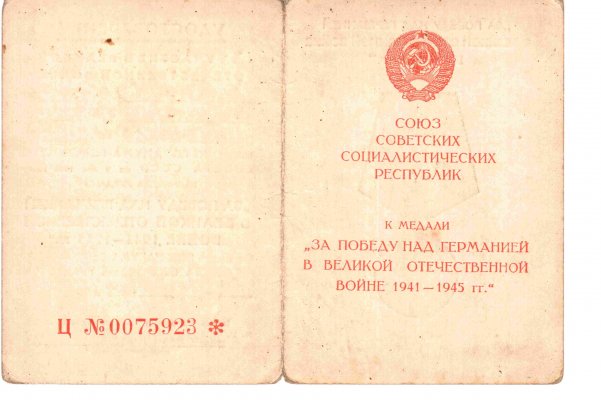 Ц №0075923 *
СОЮЗ
СОВЕТСКИХ
СОЦИАЛИСТИЧЕСКИХ
РЕСПУБЛИК
К МЕДАЛИ
„ЗА ПОБЕДУ НАД ГЕРМАНИЕЙ
В ВЕЛИКОЙ ОТЕЧЕСТВЕННОЙ
ВОЙНЕ 1941—1945 гг.“